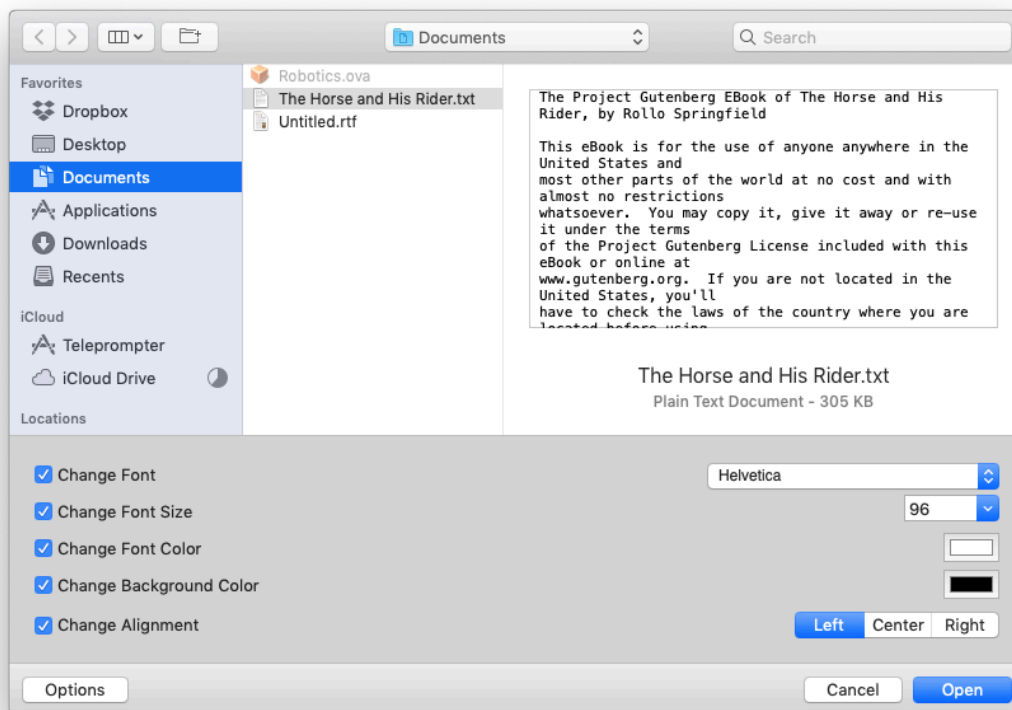 Documents
Search
Favorites
Dropbox
Desktop
Documents
Applications
Downloads
Recents
iCloud
Teleprompter
iCloud Drive
Locations
Robotics.ova
The Horse and His Rider.txt
Untitled.rtf
The Project Gutenberg EBook of The Horse and His
Rider, by Rollo Springfield
This eBook is for the use of anyone anywhere in the
United States and
most other parts of the world at no cost and with
almost no restrictions
whatsoever.  You may copy it, give it away or re-use
it under the terms
of the Project Gutenberg License included with this
eBook or online at
www.gutenberg.org.  If you are not located in the
United States, you'll
have to check the laws of the country where you are
located before using
The Horse and His Rider.txt
Plain Text Document - 305 KB
Change Font
Helvetica
Change Font Size
96
Change Font Color
Change Background Color
Change Alignment
Left Center Right
Options
Cancel
Open